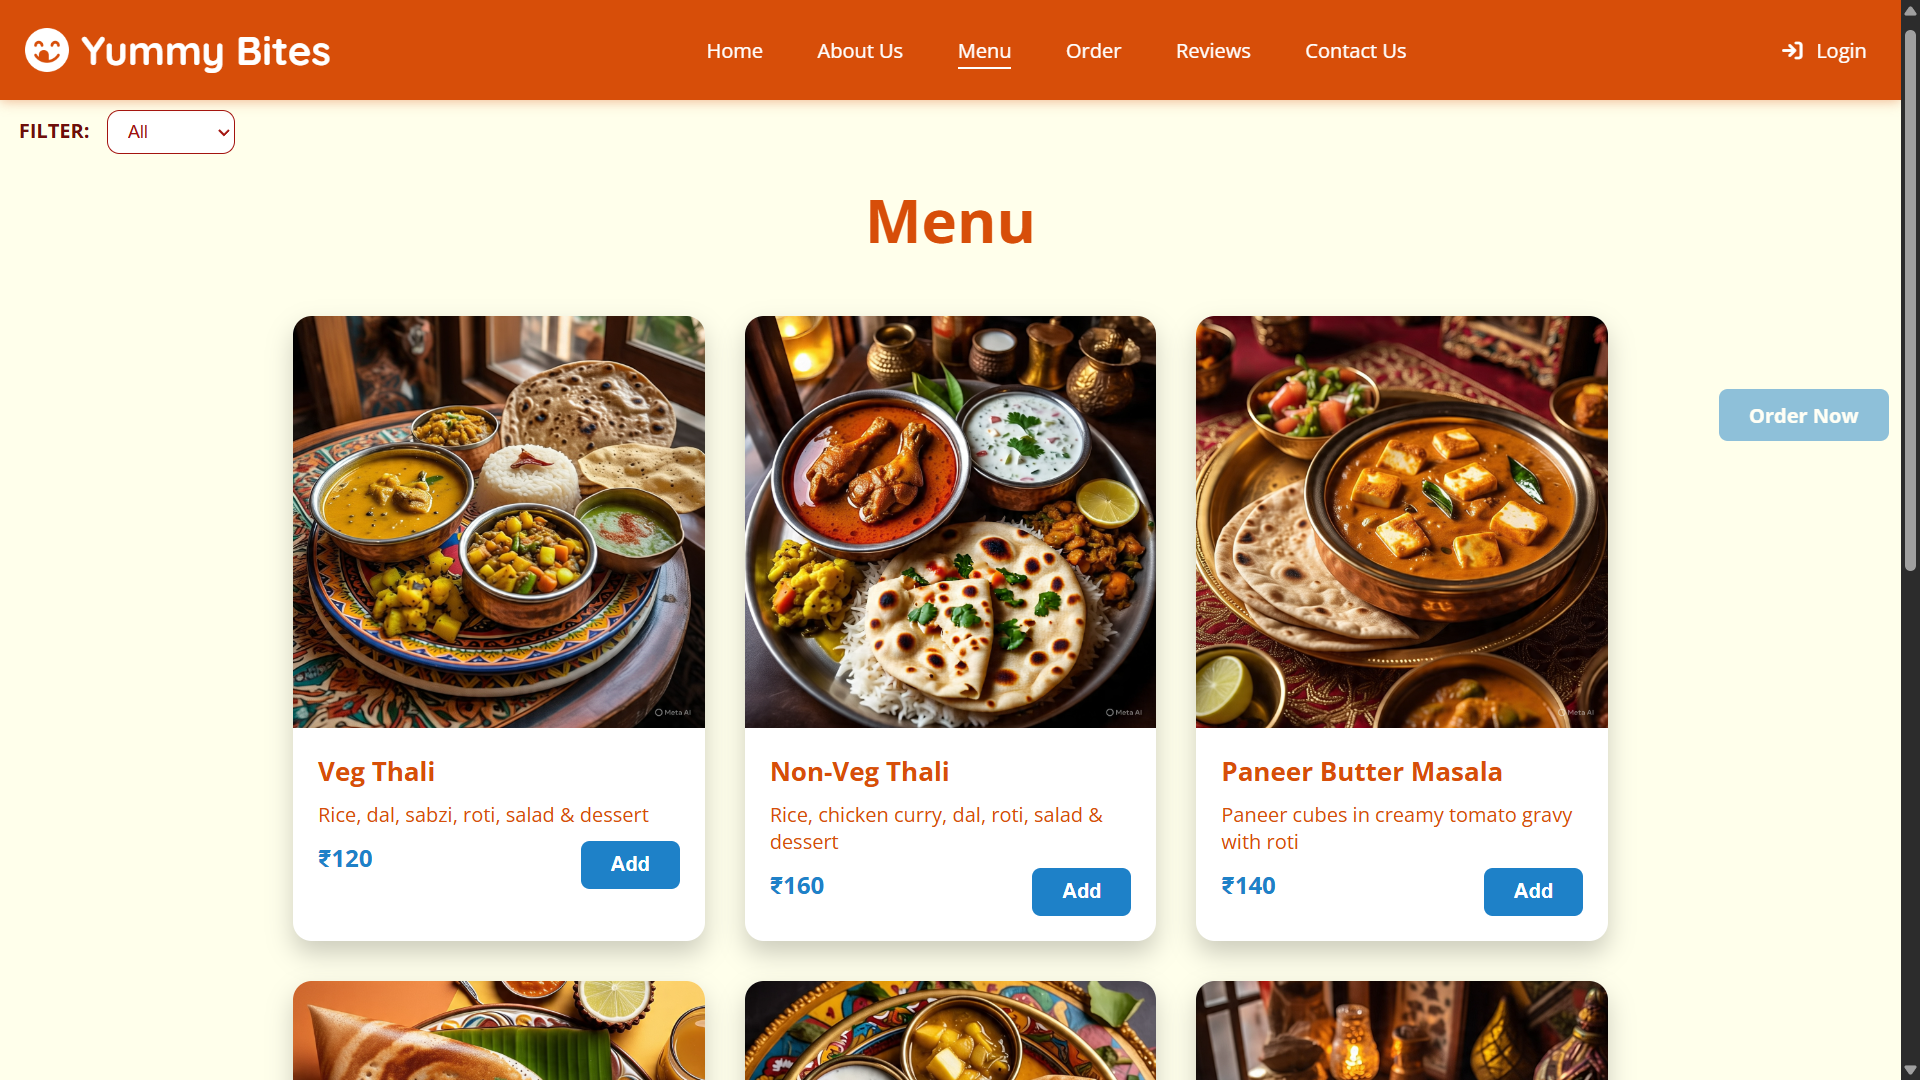 Yummy Bites
Home
About Us
Menu
Order
Reviews
Contact Us
Login
FILTER:
All
Menu
Order Now
Meta AI
Meta AI
Meta AI
Veg Thali
Rice, dal, sabzi, roti, salad & dessert
₹120
Add
Non-Veg Thali
Rice, chicken curry, dal, roti, salad &
dessert
₹160
Add
Paneer Butter Masala
Paneer cubes in creamy tomato gravy
with roti
₹140
Add